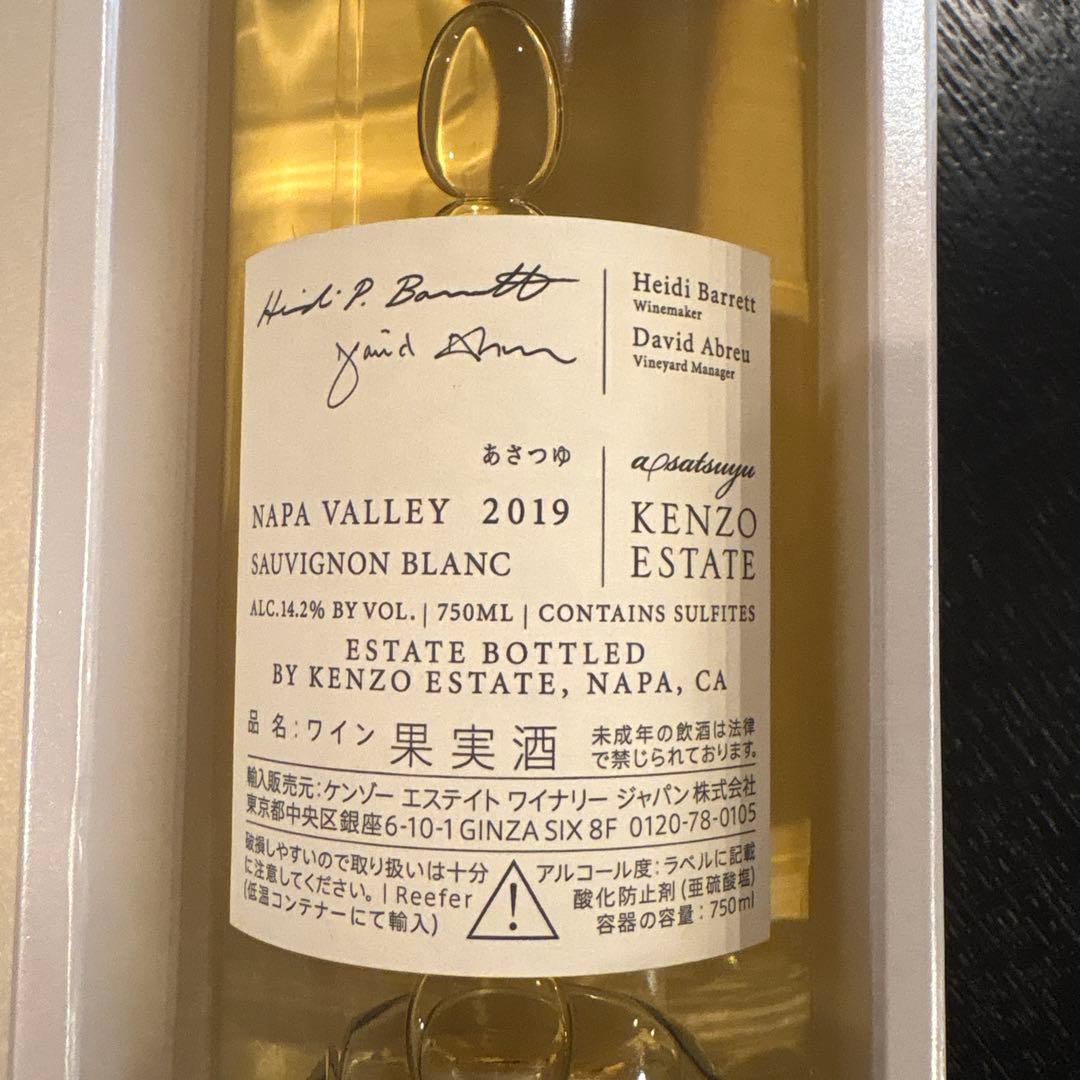 Heidi P. Barrett
David Abreu
Heidi Barrett
Winemaker
David Abreu
Vineyard Manager
あさつゆ
NAPA VALLEY 2019
SAUVIGNON BLANC
asatsuyu
KENZO
ESTATE
ALC.14.2% BY VOL. | 750ML | CONTAINS SULFITES
ESTATE BOTTLED
BY KENZO ESTATE, NAPA, CA
品 名:ワイン 果実酒
未成年の飲酒は法律
で禁じられております。
輸入販売元:ケンゾー エステイト ワイナリー ジャパン株式会社
東京都中央区銀座6-10-1 GINZA SIX 8F 0120-78-0105
破損しやすいので取り扱いは十分
に注意してください。 | Reefer
(低温コンテナーにて輸入)
!
アルコール度:ラベルに記載
酸化防止剤(亜硫酸塩)
容器の容量:750ml